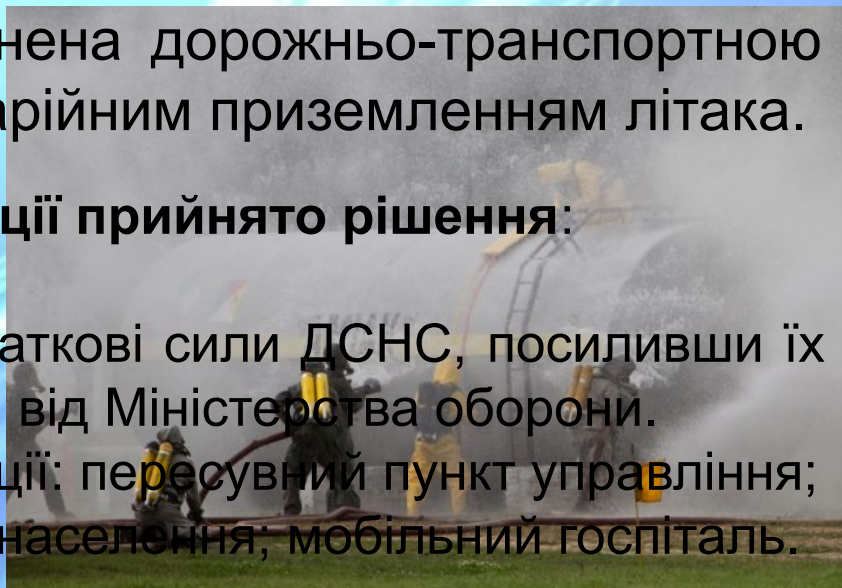 нена дорожньо-транспортною
арійним приземленням літака.
ції прийнято рішення:
аткові сили ДСНС, посиливши їх
від Міністерства оборони.
ції: пересувний пункт управління;
населення; мобільний госпіталь.